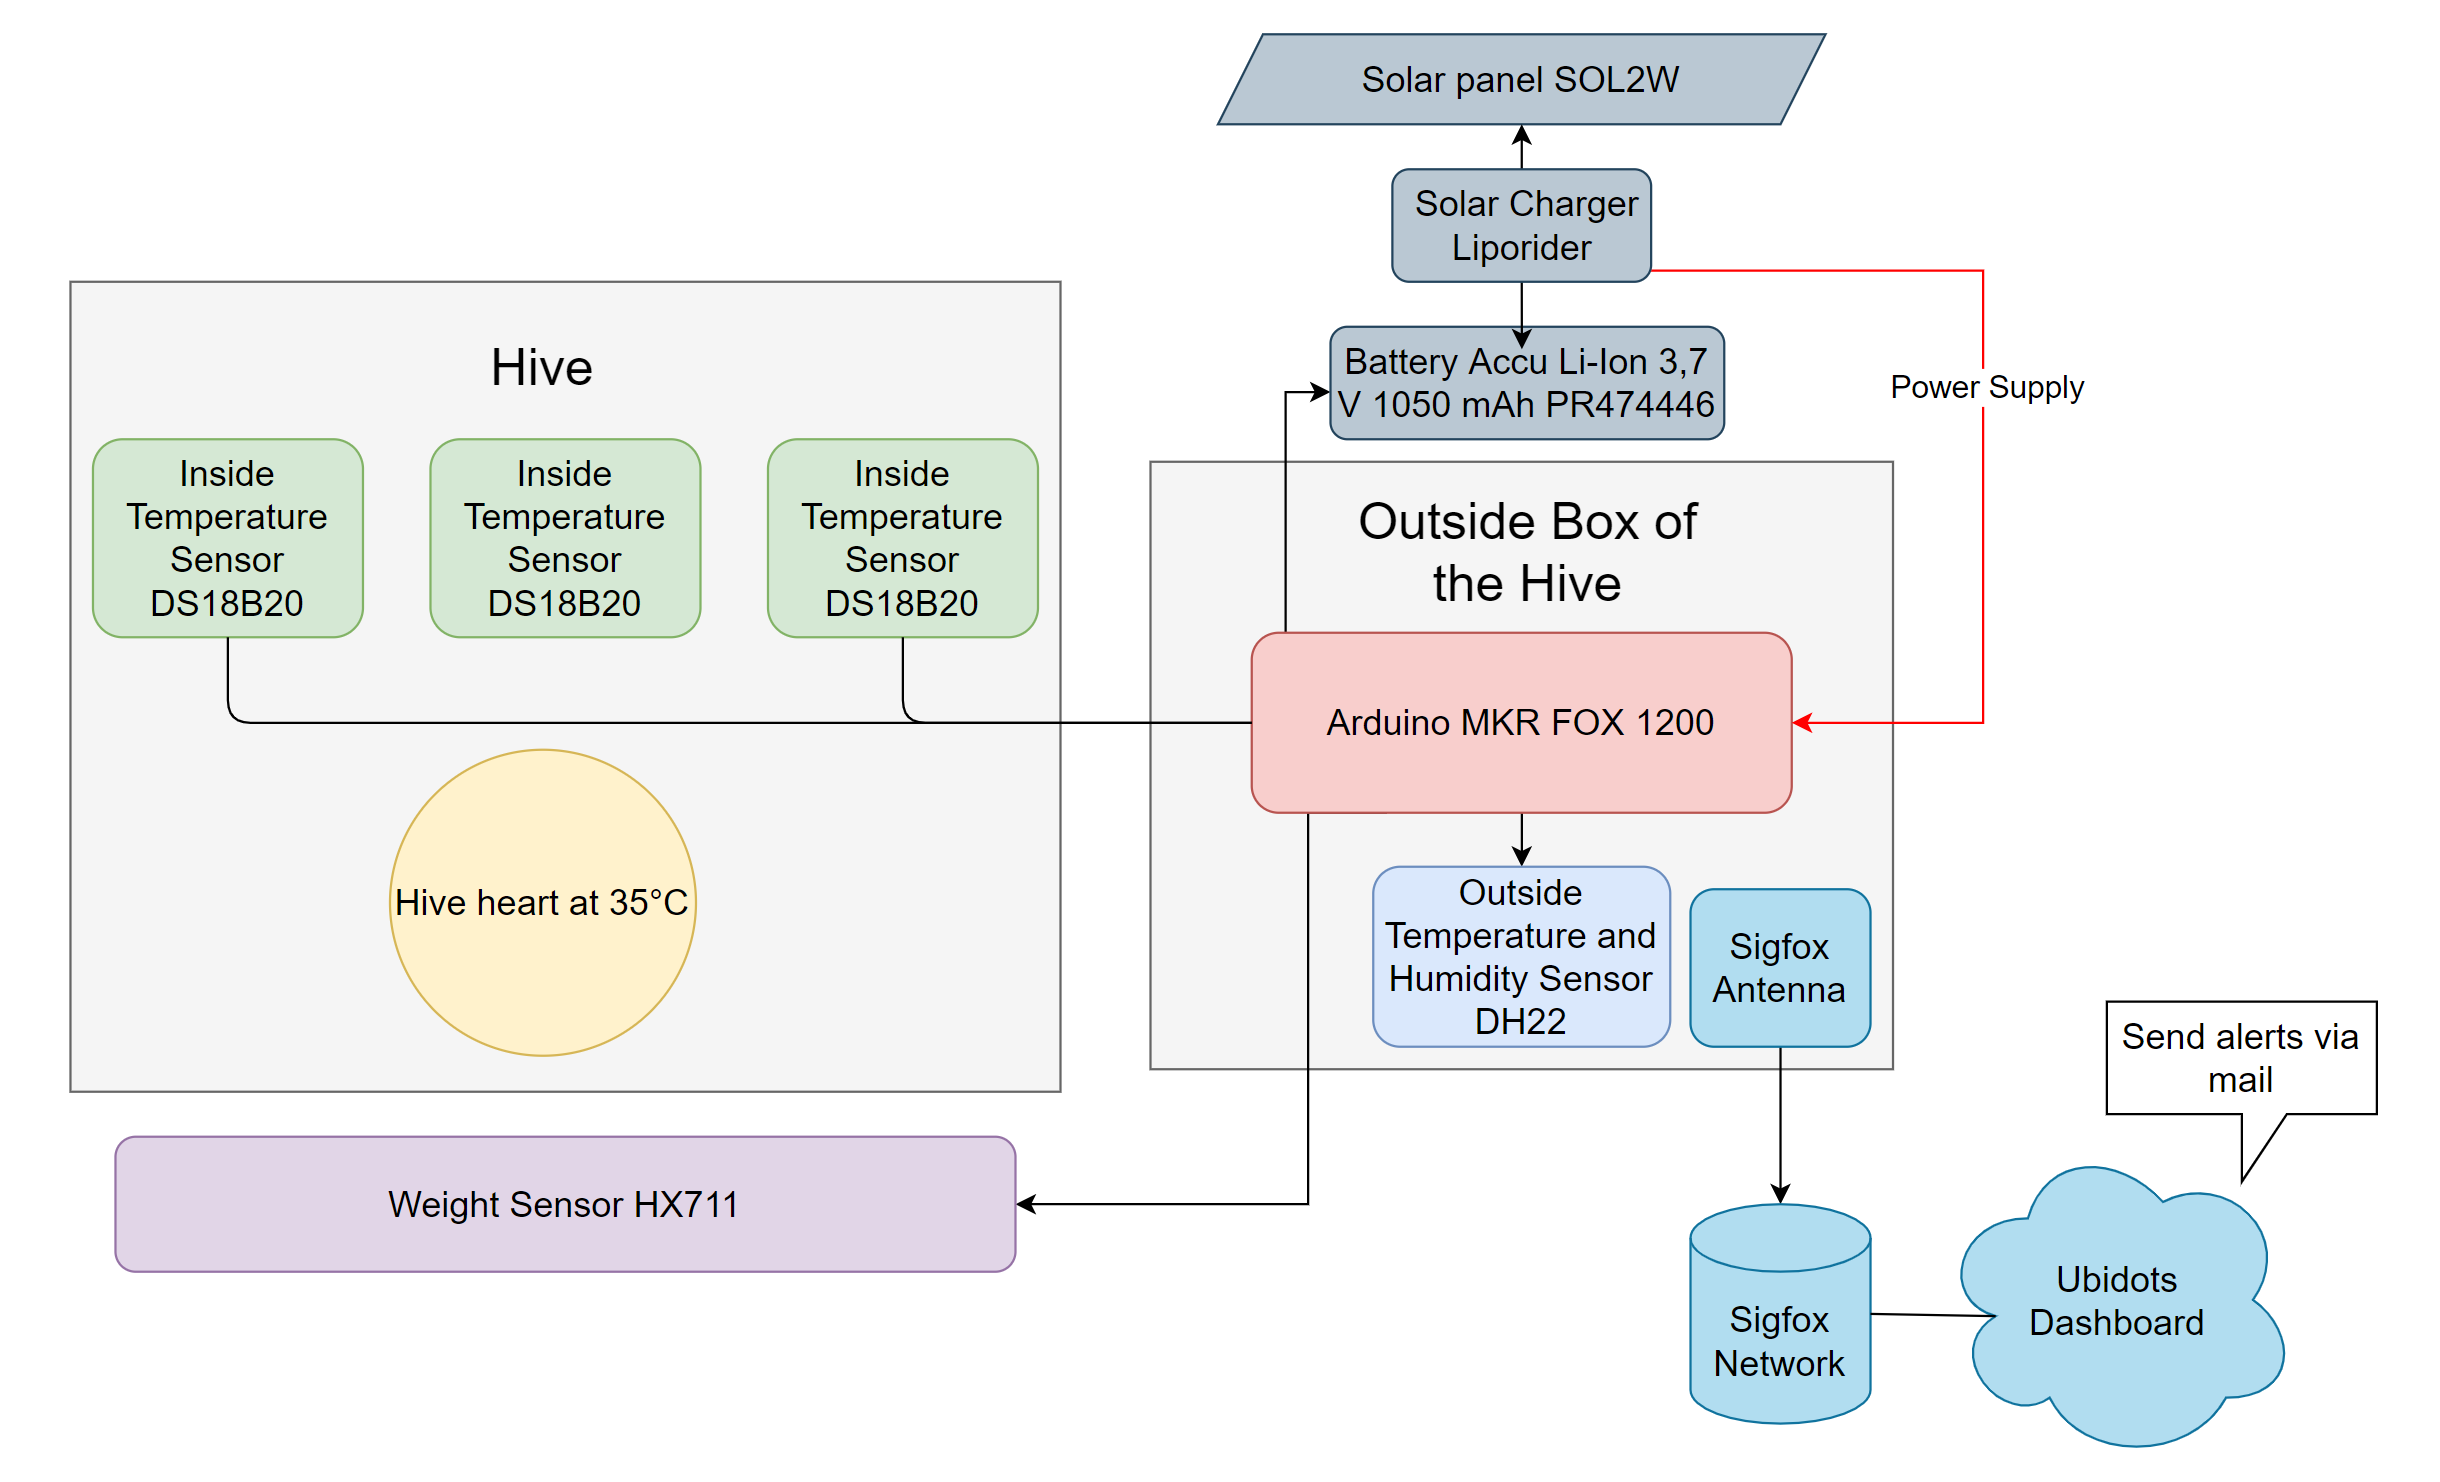 Solar panel SOL2W
Solar Charger
Liporider
Battery Accu Li-Ion 3,7
V 1050 mAh PR474446
Power Supply
Hive
Inside
Temperature
Sensor
DS18B20
Inside
Temperature
Sensor
DS18B20
Inside
Temperature
Sensor
DS18B20
Hive heart at 35°C
Outside Box of
the Hive
Arduino MKR FOX 1200
Outside
Temperature and
Humidity Sensor
DH22
Sigfox
Antenna
Weight Sensor HX711
Send alerts via
mail
Sigfox
Network
Ubidots
Dashboard